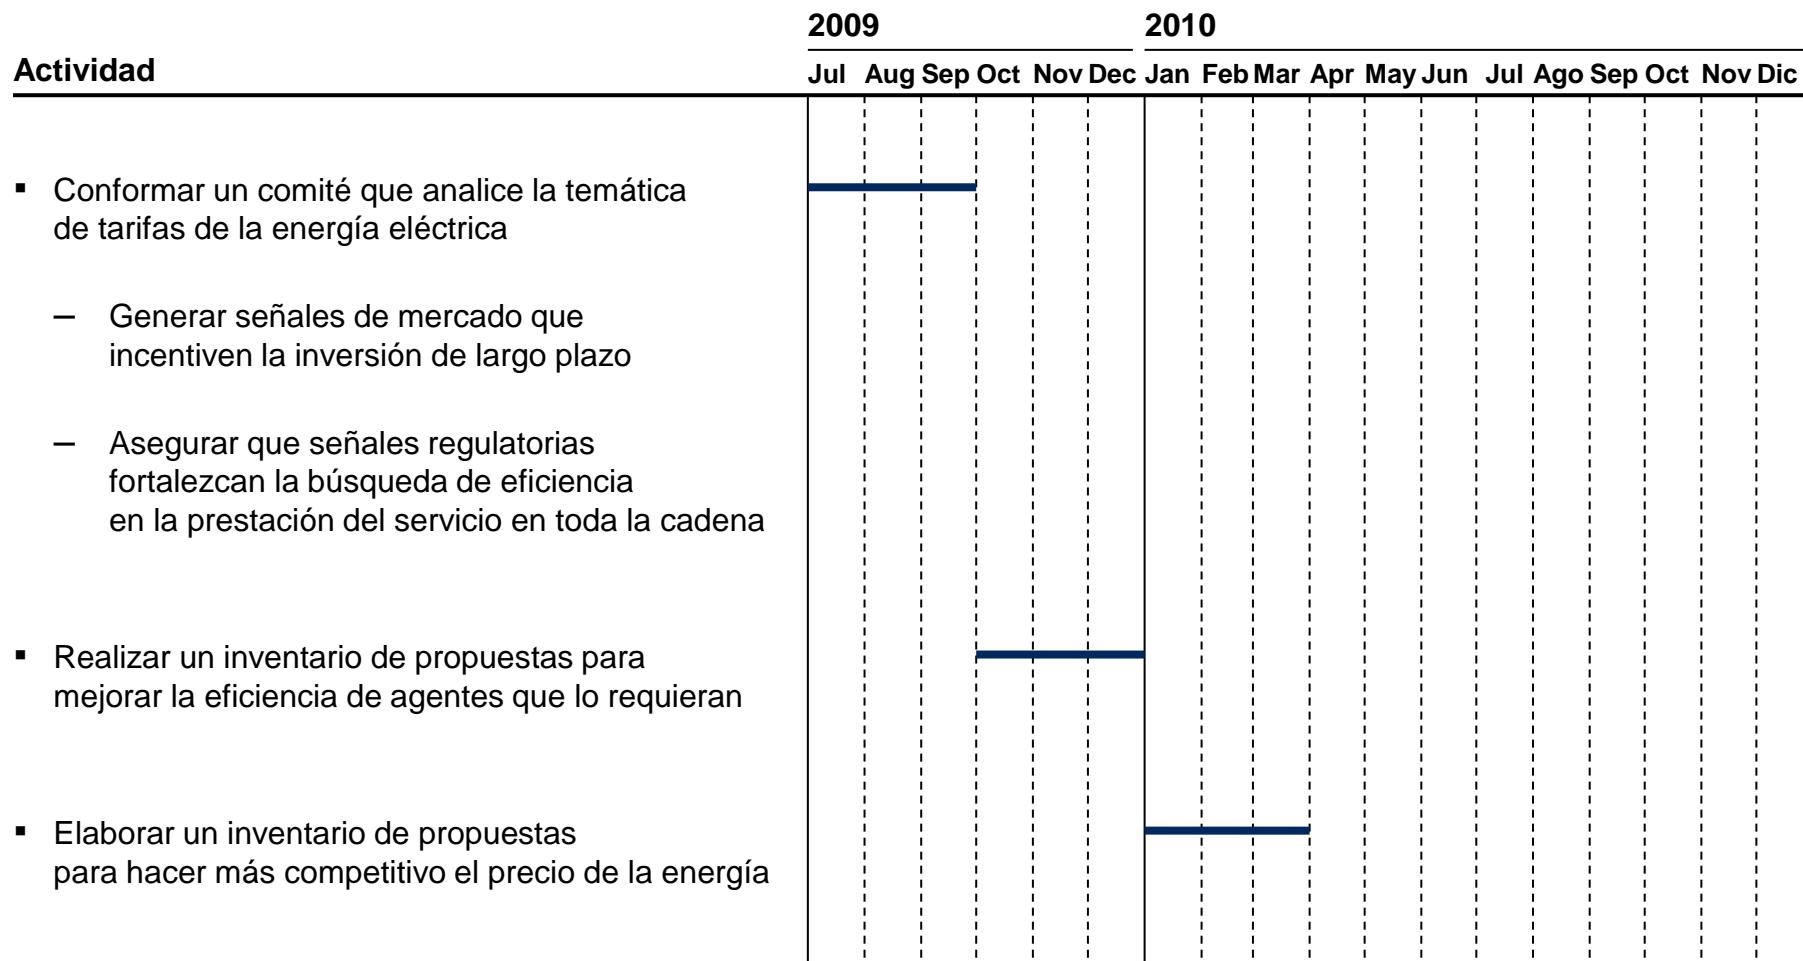 2009 2010
Actividad Jul Aug Sep Oct Nov Dec Jan Feb Mar Apr May Jun Jul Ago Sep Oct Nov Dic
▪ Conformar un comité que analice la temática
de tarifas de la energía eléctrica
– Generar señales de mercado que
incentiven la inversión de largo plazo
– Asegurar que señales regulatorias
fortalezcan la búsqueda de eficiencia
en la prestación del servicio en toda la cadena
▪ Realizar un inventario de propuestas para
mejorar la eficiencia de agentes que lo requieran
▪ Elaborar un inventario de propuestas
para hacer más competitivo el precio de la energía